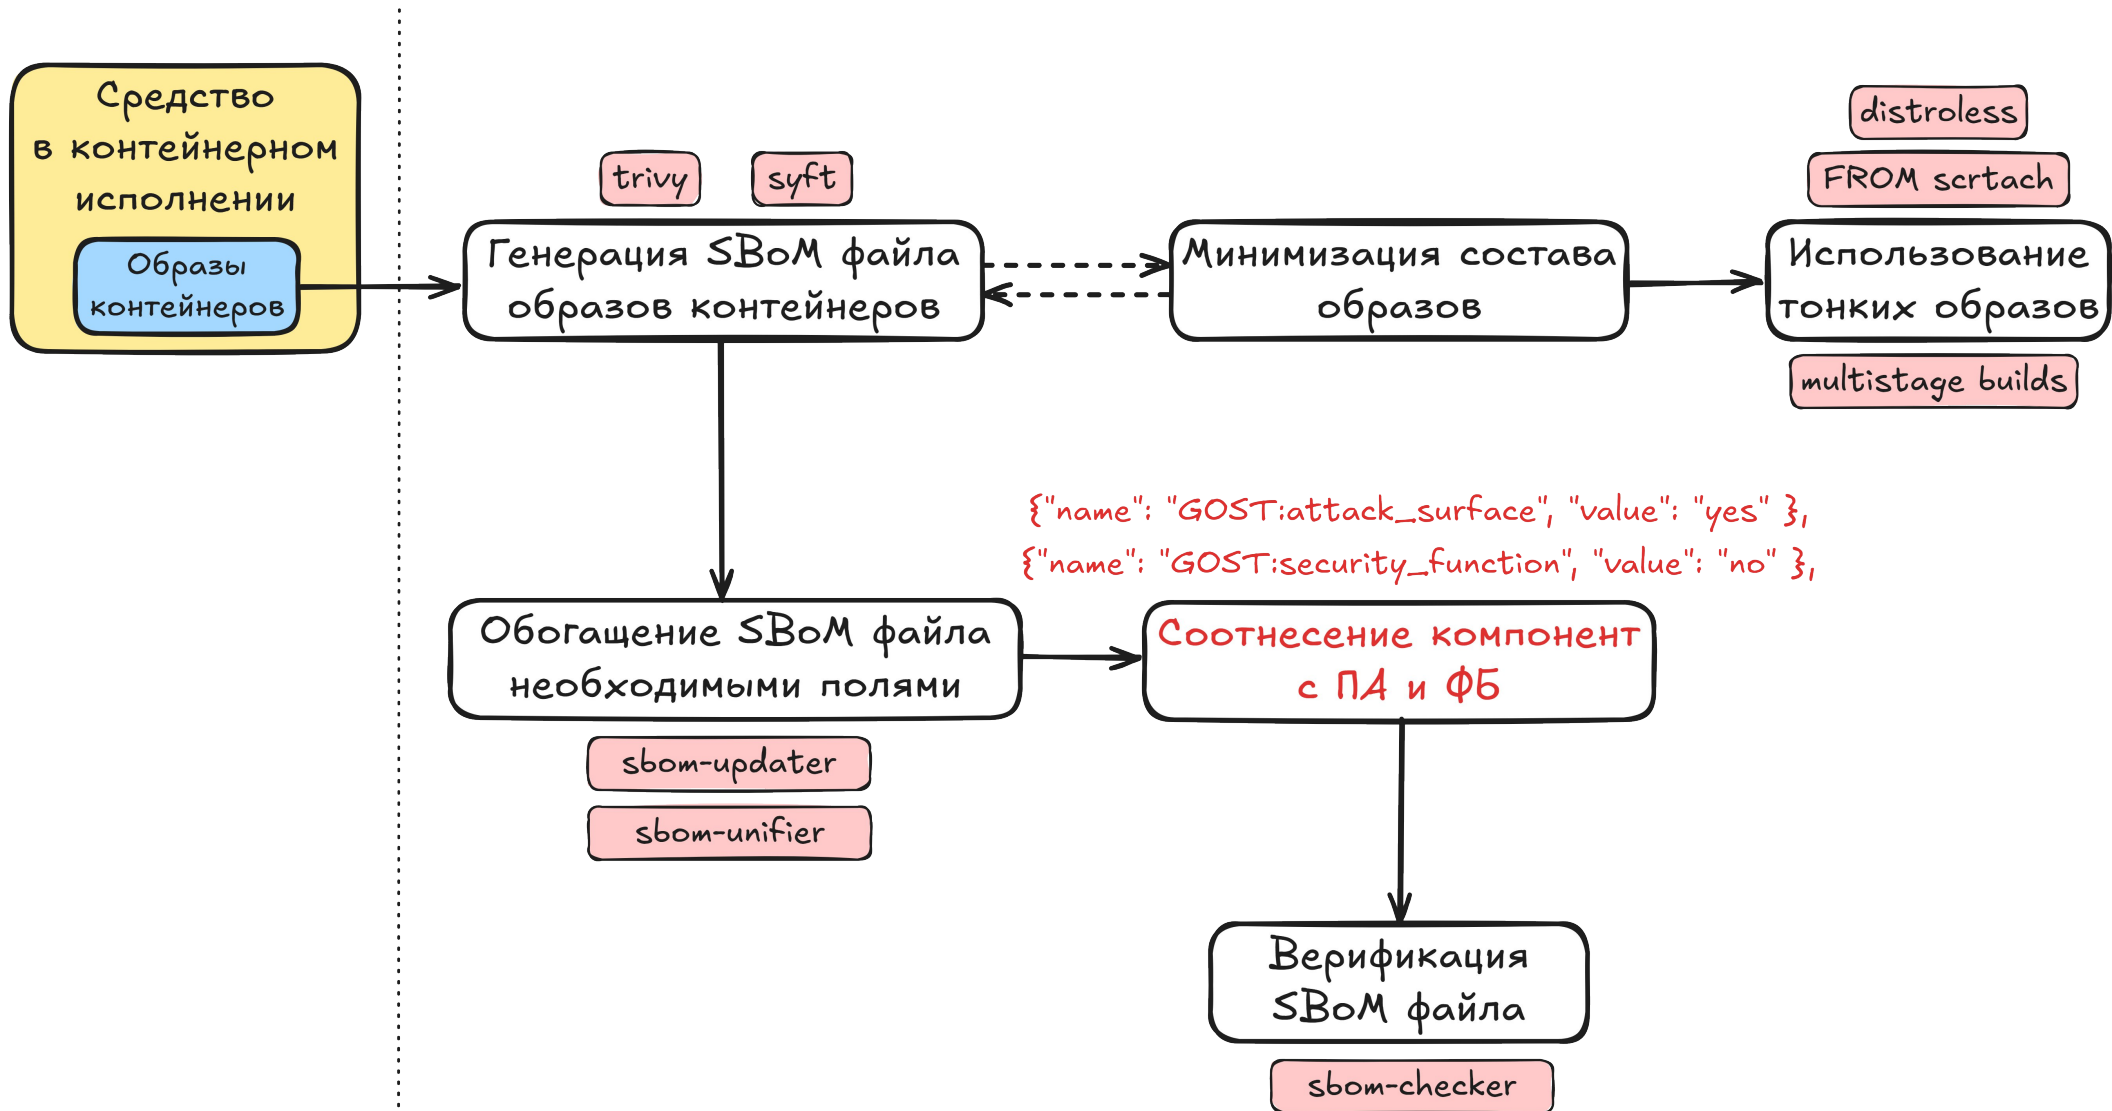 Средство
в контейнерном
исполнении
Образы
контейнеров
trivy
syft
Генерация SBoM файла
образов контейнеров
Минимизация состава
образов
distroless
FROM scrtach
Использование
тонких образов
multistage builds
{"name": "GOST:attack_surface", "value": "yes" },
{"name": "GOST:security_function", "value": "no" },
Обогащение SBoM файла
необходимыми полями
sbom-updater
sbom-unifier
Соотнесение компонент
с ПА и ФБ
Верификация
SBoM файла
sbom-checker